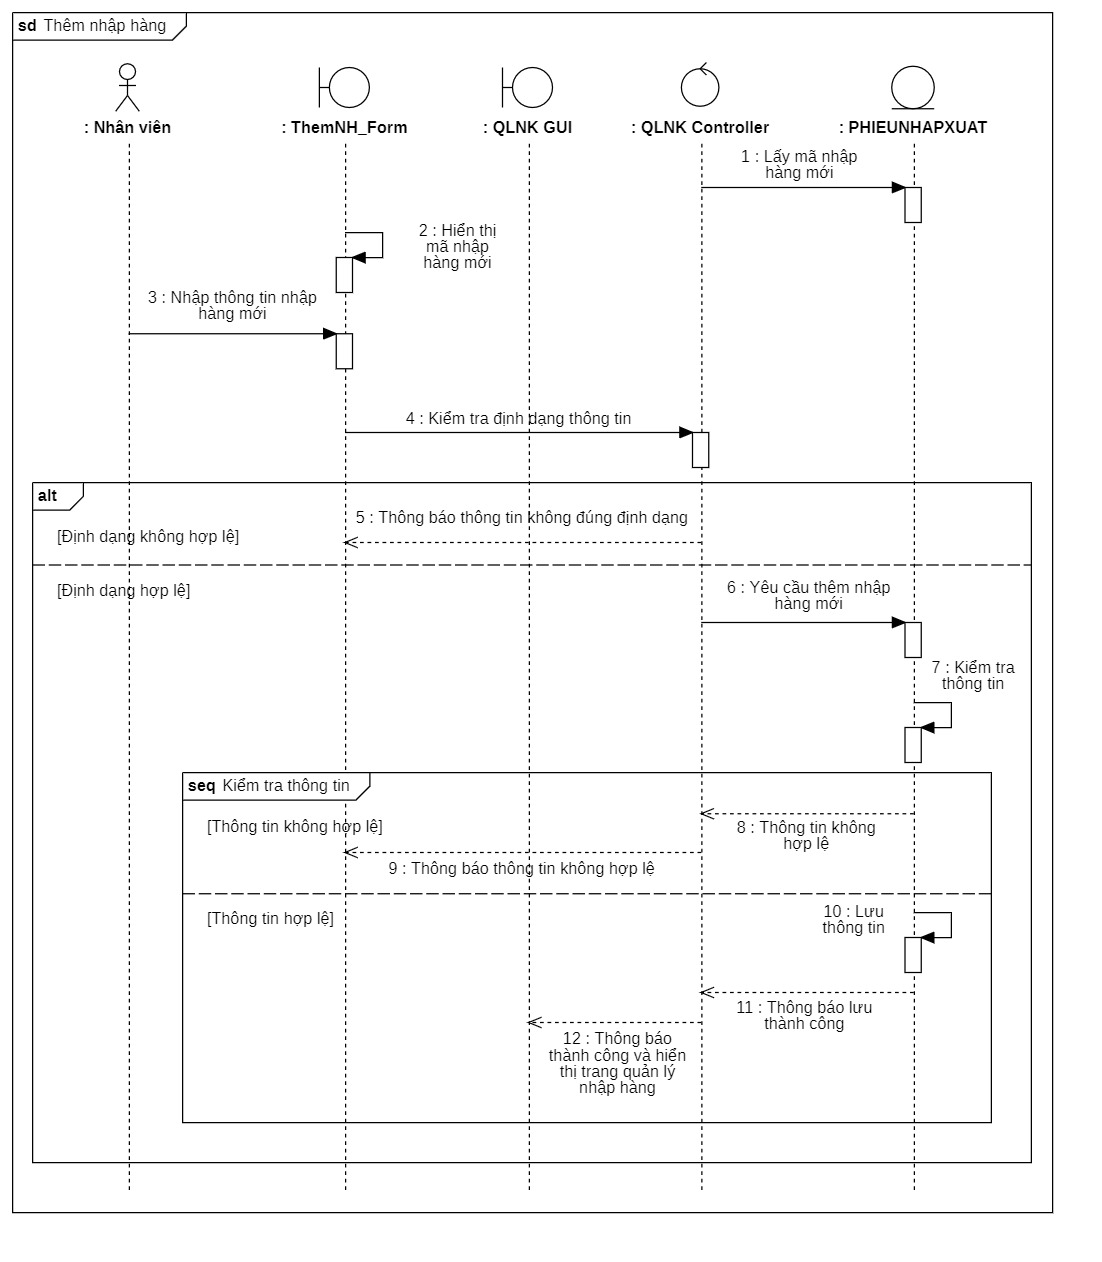 sd Thêm nhập hàng
: Nhân viên
: ThemNH_Form
: QLNK GUI
: QLNK Controller
: PHIEUNHAPXUAT
1 : Lấy mã nhập
hàng mới
2 : Hiển thị
mã nhập
hàng mới
3 : Nhập thông tin nhập
hàng mới
4 : Kiểm tra định dạng thông tin
alt
5 : Thông báo thông tin không đúng định dạng
[Định dạng không hợp lệ]
[Định dạng hợp lệ]
6 : Yêu cầu thêm nhập
hàng mới
7 : Kiểm tra
thông tin
seq Kiểm tra thông tin
[Thông tin không hợp lệ]
8 : Thông tin không
hợp lệ
9 : Thông báo thông tin không hợp lệ
[Thông tin hợp lệ]
10 : Lưu
thông tin
11 : Thông báo lưu
thành công
12 : Thông báo
thành công và hiển
thị trang quản lý
nhập hàng